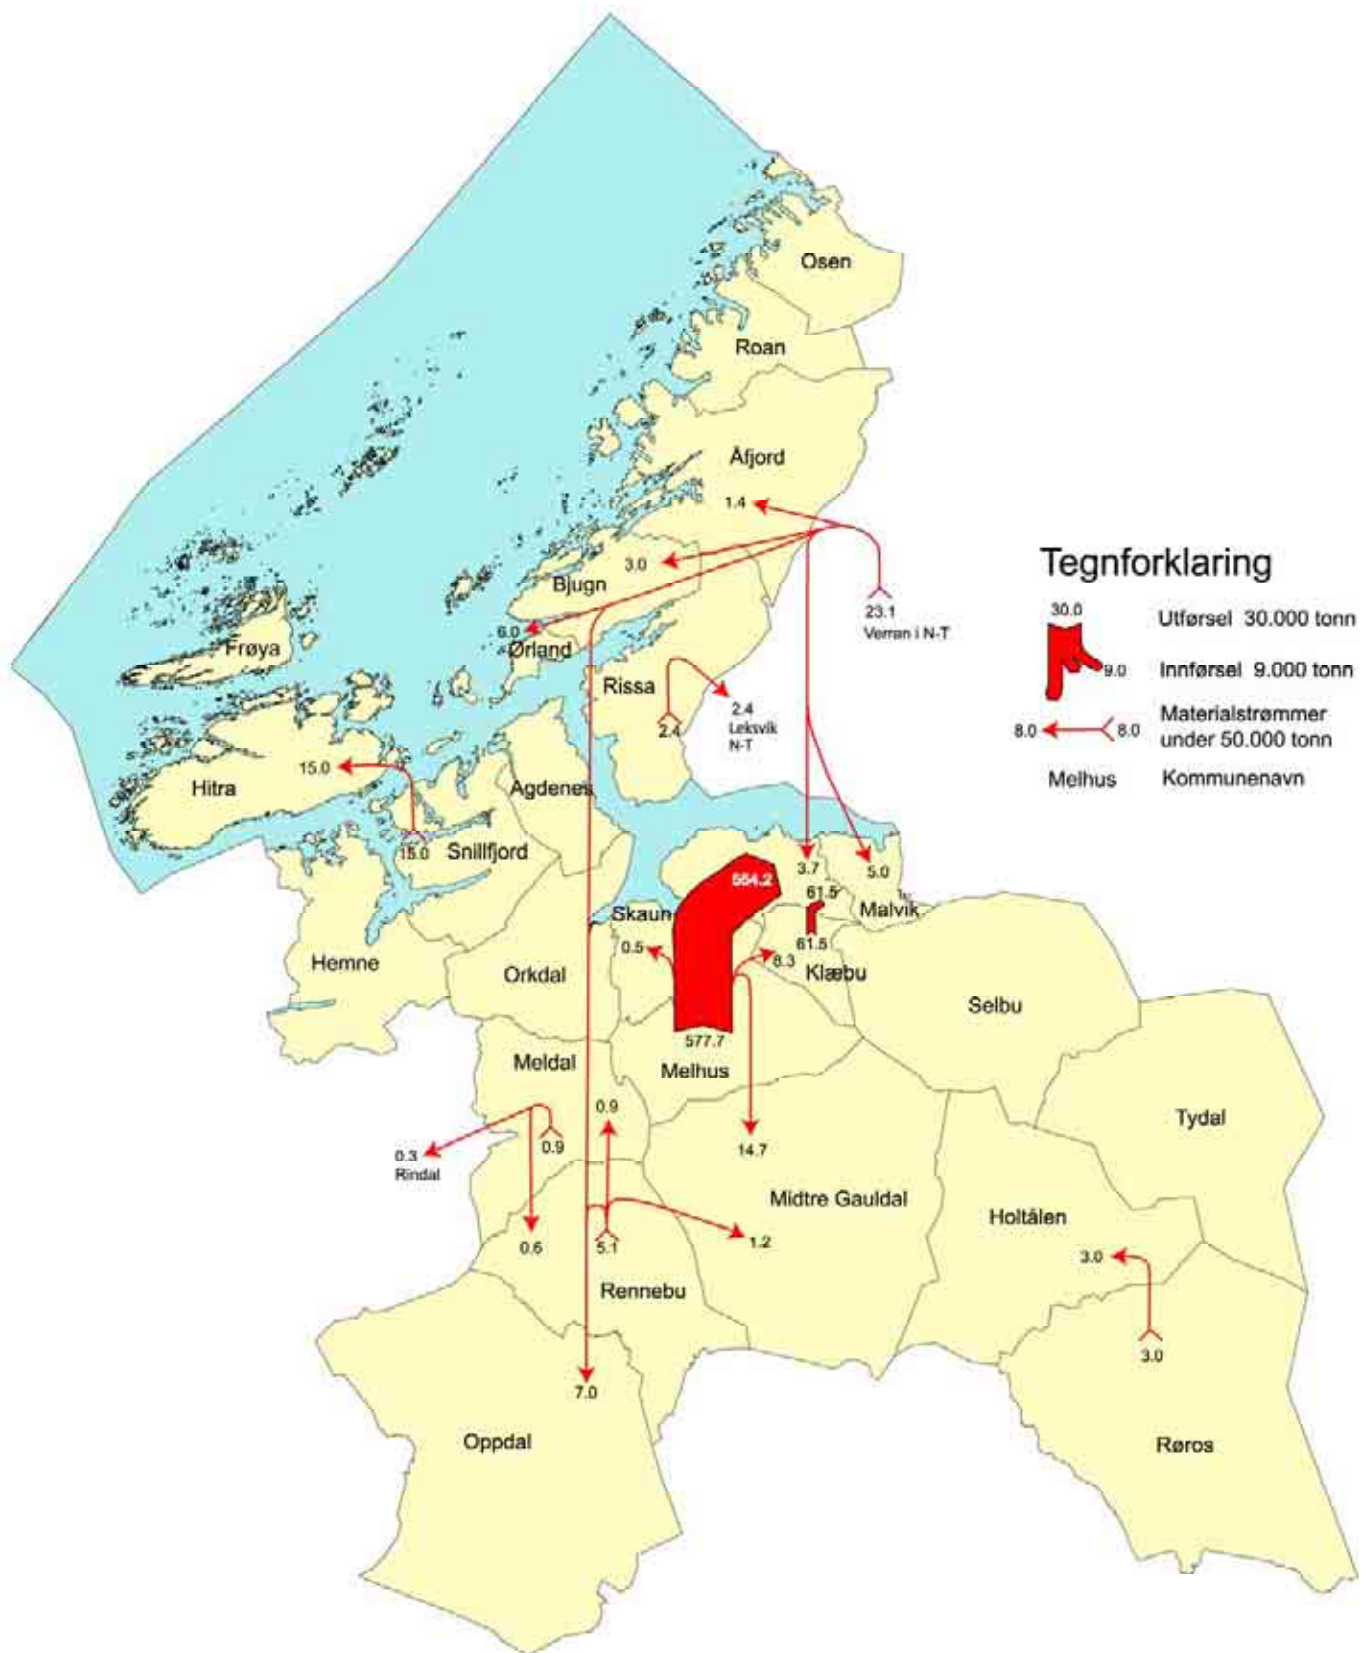 Osen
Roan
Åfjord
1.4
3.0
Bjugn
23.1
Verran i N-T
6.0
Ørland
Frøya
Rissa
2.4
Leksvik
N-T
2.4
15.0
Hitra
Agdenes
15.0
Snillfjord
3.7
5.0
554.2
61.5
Malvik
Skaun
0.5
61.5
8.3
Klæbu
Hemne
Orkdal
Selbu
577.7
Melhus
Meldal
0.9
Tydal
0.9
0.3
Rindal
14.7
Midtre Gauldal
Holtålen
0.6
5.1
1.2
3.0
Rennebu
3.0
7.0
Oppdal
Røros
Tegnforklaring
30.0
Utførsel 30.000 tonn
9.0
Innførsel 9.000 tonn
8.0
8.0
Materialstrømmer
under 50.000 tonn
Melhus
Kommunenavn